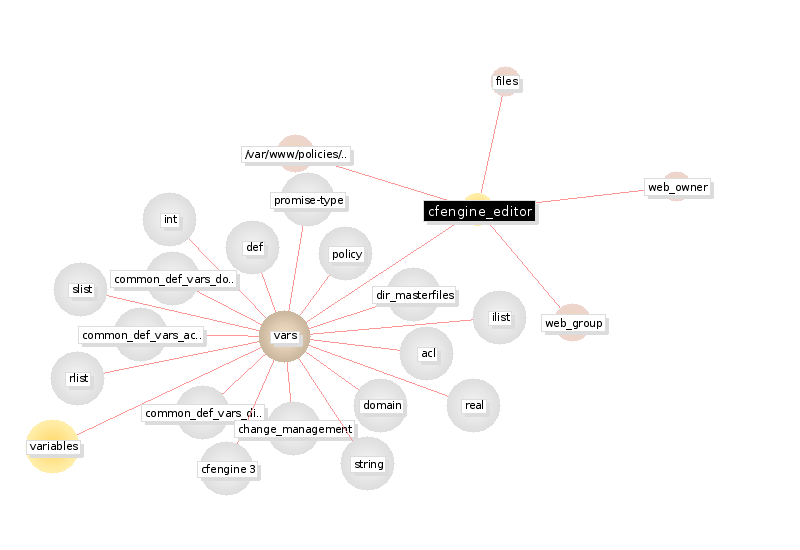 files
/var/www/policies/..
web_owner
promise-type
cfengine_editor
int
def
policy
common_def_vars_do..
slist
dir_masterfiles
ilist
web_group
common_def_vars_ac..
vars
acl
rlist
domain
real
common_def_vars_di..
change_management
variables
string
cfengine 3